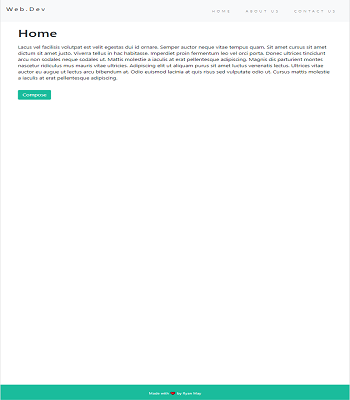 Web.Dev
HOME ABOUT US CONTACT US
Home
Lacus vel facilisis volutpat est velit egestas dui id ornare. Semper auctor neque vitae tempus quam. Sit amet cursus sit amet
dictum sit amet justo. Viverra tellus in hac habitasse. Imperdiet proin fermentum leo vel orci porta. Donec ultrices tincidunt
arcu non sodales neque sodales ut. Mattis molestie a iaculis at erat pellentesque adipiscing. Magnis dis parturient montes
nascetur ridiculus mus mauris vitae ultricies. Adipiscing elit ut aliquam purus sit amet luctus venenatis lectus. Ultrices vitae
auctor eu augue ut lectus arcu bibendum at. Odio euismod lacinia at quis risus sed vulputate odio ut. Cursus mattis molestie
a iaculis at erat pellentesque adipiscing.
Compose
Made with ❤ by Ryan May